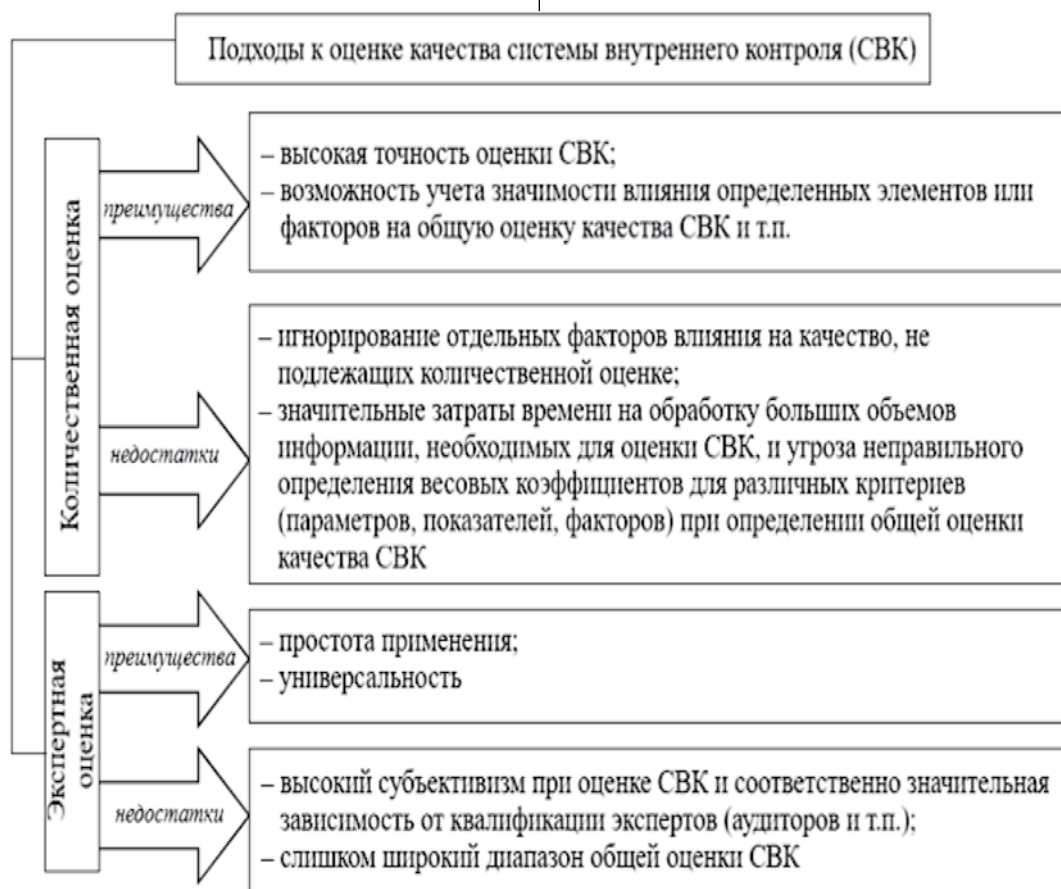 Подходы к оценке качества системы внутреннего контроля (СВК)
Количественная оценка
преимущества
– высокая точность оценки СВК;
– возможность учета значимости влияния определенных элементов или
факторов на общую оценку качества СВК и т.п.
недостатки
– игнорирование отдельных факторов влияния на качество, не
подлежащих количественной оценке;
– значительные затраты времени на обработку больших объемов
информации, необходимых для оценки СВК, и угроза неправильного
определения весовых коэффициентов для различных критериев
(параметров, показателей, факторов) при определении общей оценки
качества СВК
Экспертная
оценка
преимущества
– простота применения;
– универсальность
недостатки
– высокий субъективизм при оценке СВК и соответственно значительная
зависимость от квалификации экспертов (аудиторов и т.п.);
– слишком широкий диапазон общей оценки СВК